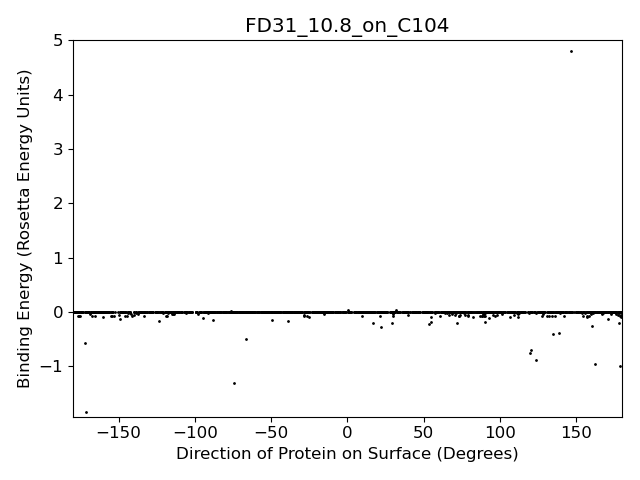 FD31_10.8_on_C104
Binding Energy (Rosetta Energy Units)
5
4
3
2
1
0
−1
−150 −100 −50 0 50 100 150
Direction of Protein on Surface (Degrees)